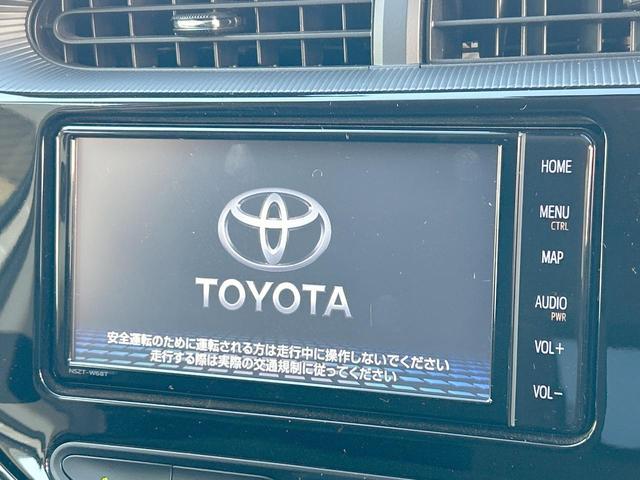 HOME
MENU
CTRL
MAP
AUDIO
PWR
VOL+
VOL-
TOYOTA
安全運転のために運転される方は走行中に操作しないでください
走行する際は実際の交通規制に従ってください
NSZT-W68T